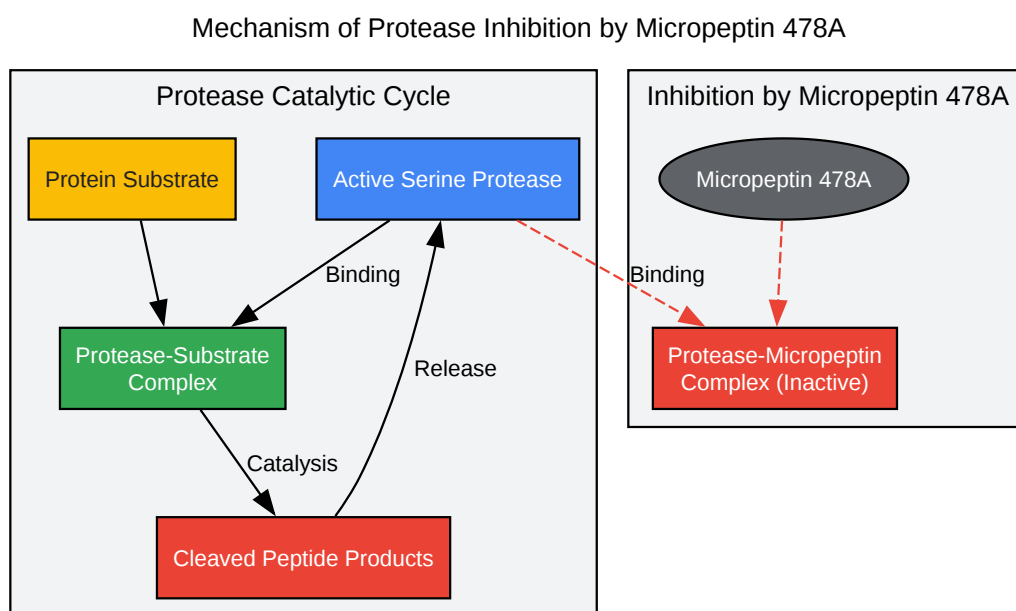 Mechanism of Protease Inhibition by Micropeptin 478A
Protease Catalytic Cycle
Inhibition by Micropeptin 478A
Protein Substrate
Active Serine Protease
Micropeptin 478A
Binding
Binding
Protease-Substrate
Complex
Release
Protease-Micropeptin
Complex (Inactive)
Catalysis
Cleaved Peptide Products